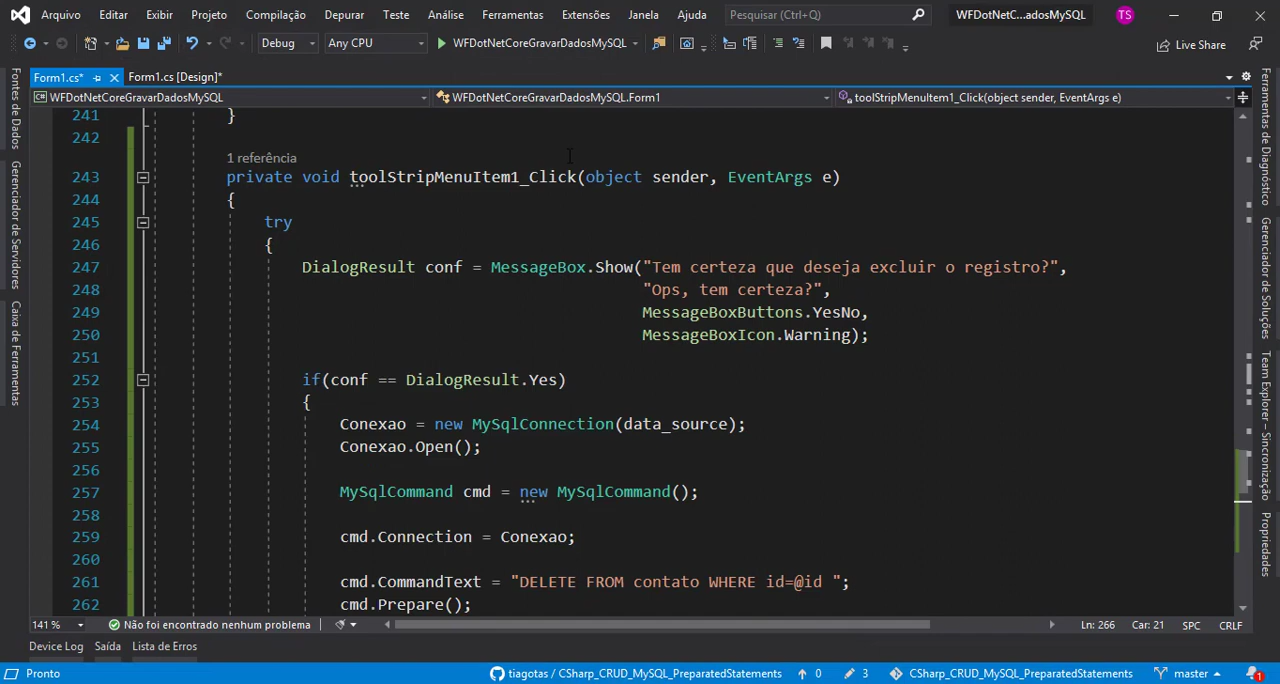 Arquivo Editar Exibir Projeto Compilação Depurar Teste Análise Ferramentas Extensões Janela Ajuda Pesquisar (Ctrl+Q) WFDotNetC...adosMySQL TS
Debug Any CPU WFDotNetCoreGravarDadosMySQL Live Share
Form1.cs* Form1.cs [Design]*
WFDotNetCoreGravarDadosMySQL WFDotNetCoreGravarDadosMySQL.Form1 toolStripMenuItem1_Click(object sender, EventArgs e)
Fontes de Dados
Gerenciador de Servidores
Caixa de Ferramentas
241 }
242
1 referência
243 private void toolStripMenuItem1_Click(object sender, EventArgs e)
244 {
245 try
246 {
247 DialogResult conf = MessageBox.Show("Tem certeza que deseja excluir o registro?",
248 "Ops, tem certeza?",
249 MessageBoxButtons.YesNo,
250 MessageBoxIcon.Warning);
251
252 if(conf == DialogResult.Yes)
253 {
254 Conexao = new MySqlConnection(data_source);
255 Conexao.Open();
256
257 MySqlCommand cmd = new MySqlCommand();
258
259 cmd.Connection = Conexao;
260
261 cmd.CommandText = "DELETE FROM contato WHERE id=@id ";
262 cmd.Prepare();
Ferramentas de Diagnóstico
Gerenciador de Soluções
Team Explorer – Sincronização
Propriedades
141 % Não foi encontrado nenhum problema Ln: 266 Car: 21 SPC CRLF
Device Log Saída Lista de Erros
Pronto tiagotas / CSharp_CRUD_MySQL_PreparatedStatements 0 3 CSharp_CRUD_MySQL_PreparatedStatements master 1